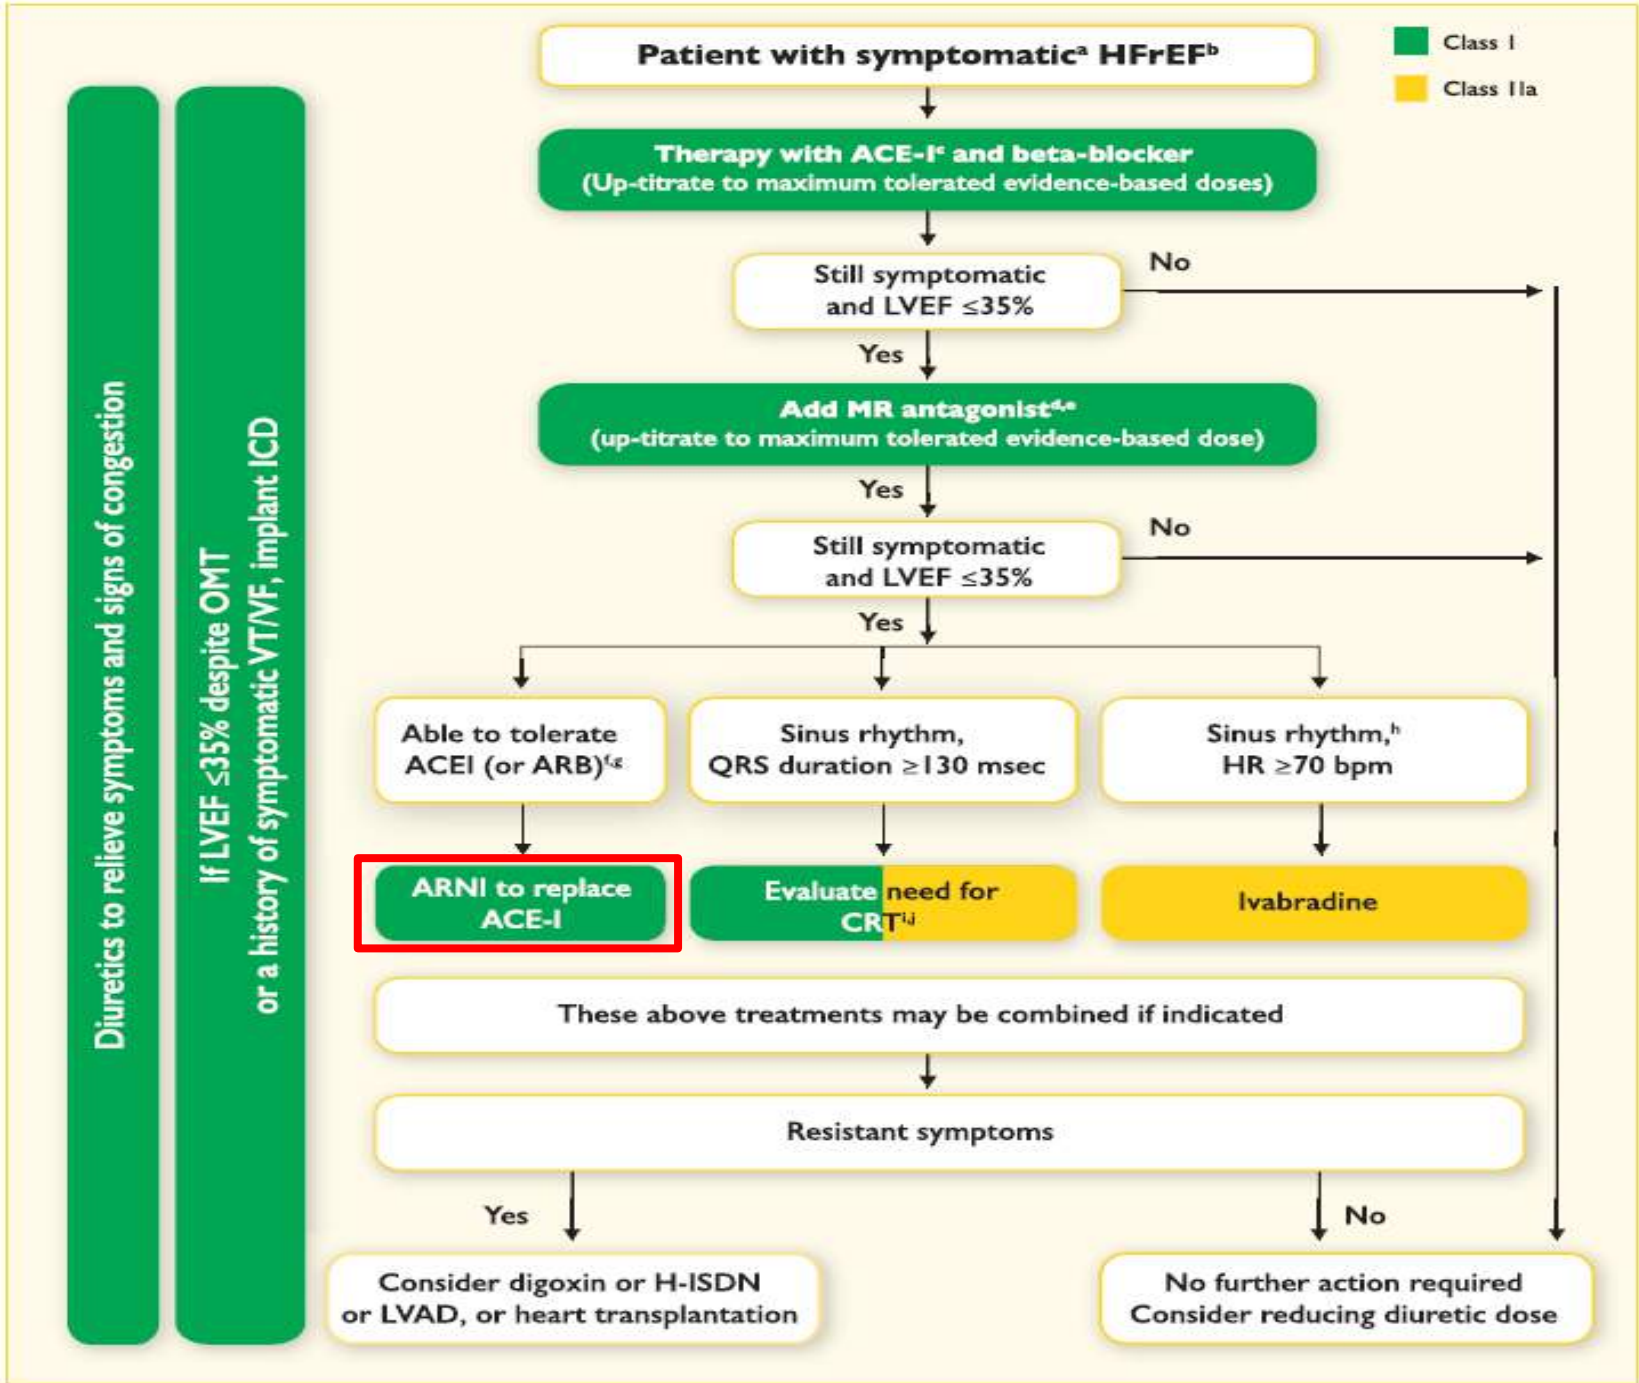 Patient with symptomaticᵃ HFrEFᵇ
Class I
Class IIa
Therapy with ACE-Iᶜ and beta-blocker
(Up-titrate to maximum tolerated evidence-based doses)
Still symptomatic
and LVEF ≤35%
No
Yes
Add MR antagonistᵈ,ᵉ
(up-titrate to maximum tolerated evidence-based dose)
Yes
Still symptomatic
and LVEF ≤35%
No
Yes
Able to tolerate
ACEI (or ARB)ᶠ,ᵍ
Sinus rhythm,
QRS duration ≥130 msec
Sinus rhythm,ʰ
HR ≥70 bpm
ARNI to replace
ACE-I
Evaluate need for
CRTⁱ,ʲ
Ivabradine
These above treatments may be combined if indicated
Resistant symptoms
Yes
No
Consider digoxin or H-ISDN
or LVAD, or heart transplantation
No further action required
Consider reducing diuretic dose
Diuretics to relieve symptoms and signs of congestion
If LVEF ≤35% despite OMT
or a history of symptomatic VT/VF, implant ICD